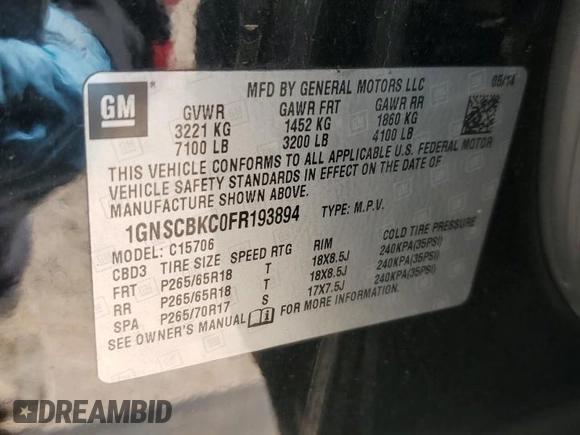 GM
MFD BY GENERAL MOTORS LLC 05/14
GVWR GAWR FRT GAWR RR
3221 KG 1452 KG 1860 KG
7100 LB 3200 LB 4100 LB
THIS VEHICLE CONFORMS TO ALL APPLICABLE U.S. FEDERAL MOTOR
VEHICLE SAFETY STANDARDS IN EFFECT ON THE DATE OF
MANUFACTURE SHOWN ABOVE.
1GNSCBKC0FR193894 TYPE: M.P.V.
MODEL: C15706
CBD3 TIRE SIZE SPEED RTG RIM COLD TIRE PRESSURE
FRT P265/65R18 T 18X8.5J 240KPA(35PSI)
RR P265/65R18 T 18X8.5J 240KPA(35PSI)
SPA P265/70R17 S 17X7.5J 240KPA(35PSI)
SEE OWNER'S MANUAL FOR MORE INFORMATION.
DREAMBID